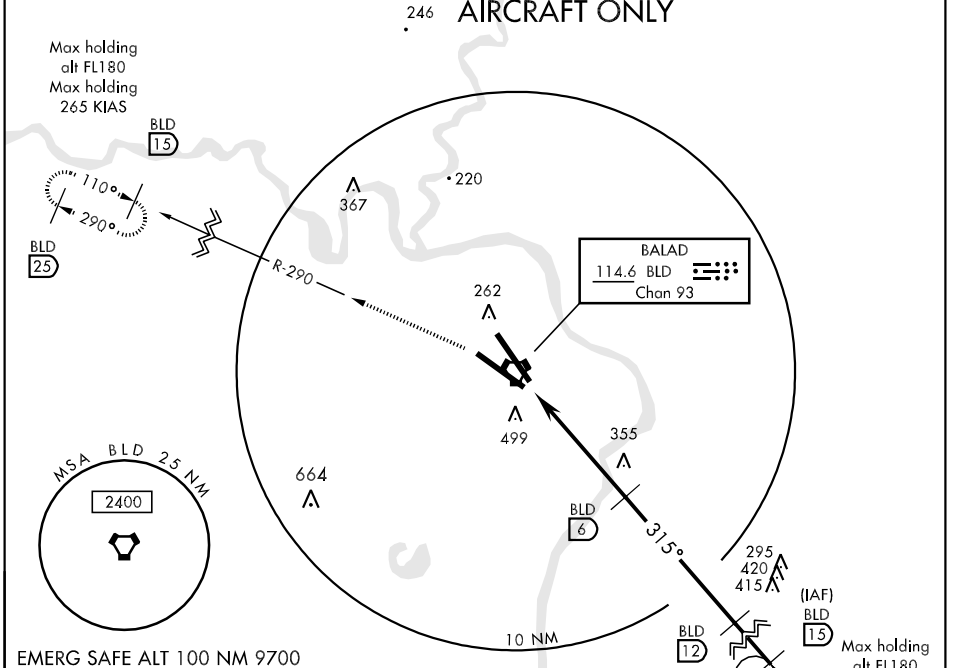 246 AIRCRAFT ONLY
Max holding
alt FL180
Max holding
265 KIAS
BLD
15
110°
290°
BLD
25
367
220
R-290
BALAD
114.6 BLD
Chan 93
262
499
355
664
MSA BLD 25 NM
2400
BLD
6
315°
295
420
415
(IAF)
BLD
15
BLD
12
Max holding
alt FL180
10 NM
EMERG SAFE ALT 100 NM 9700